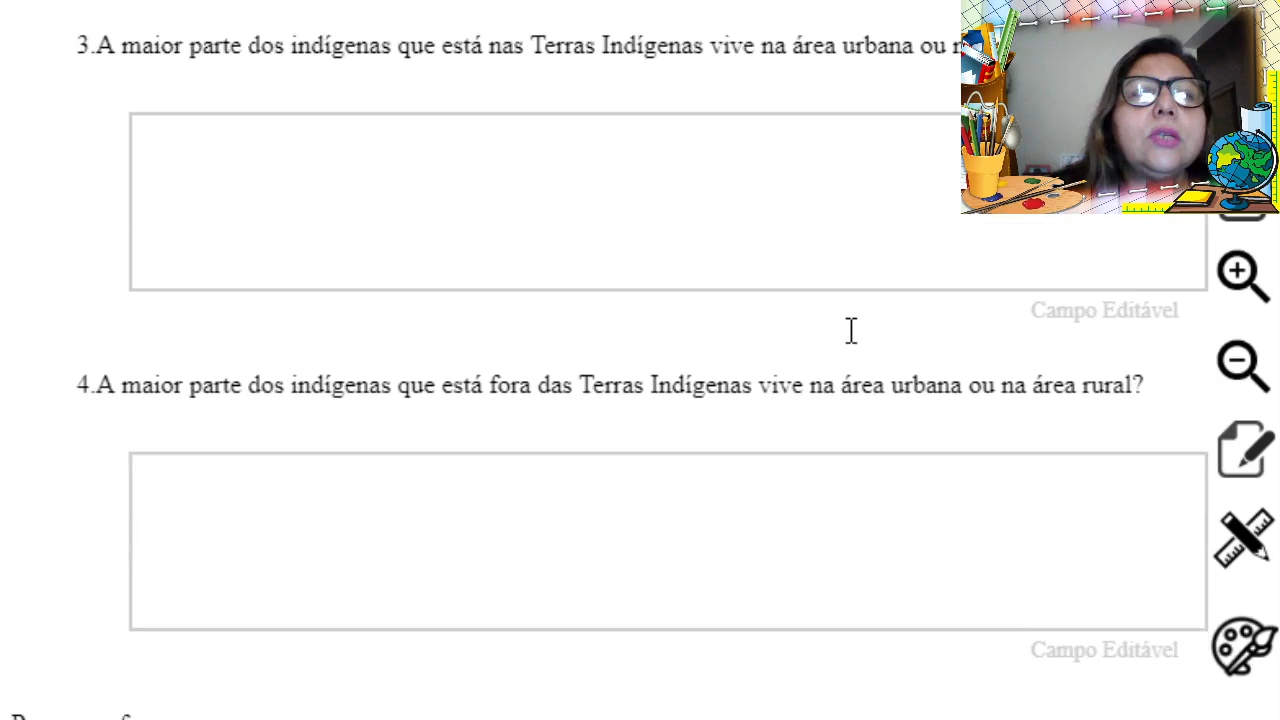 3.A maior parte dos indígenas que está nas Terras Indígenas vive na área urbana ou
Campo Editável
4.A maior parte dos indígenas que está fora das Terras Indígenas vive na área urbana ou na área rural?
Campo Editável